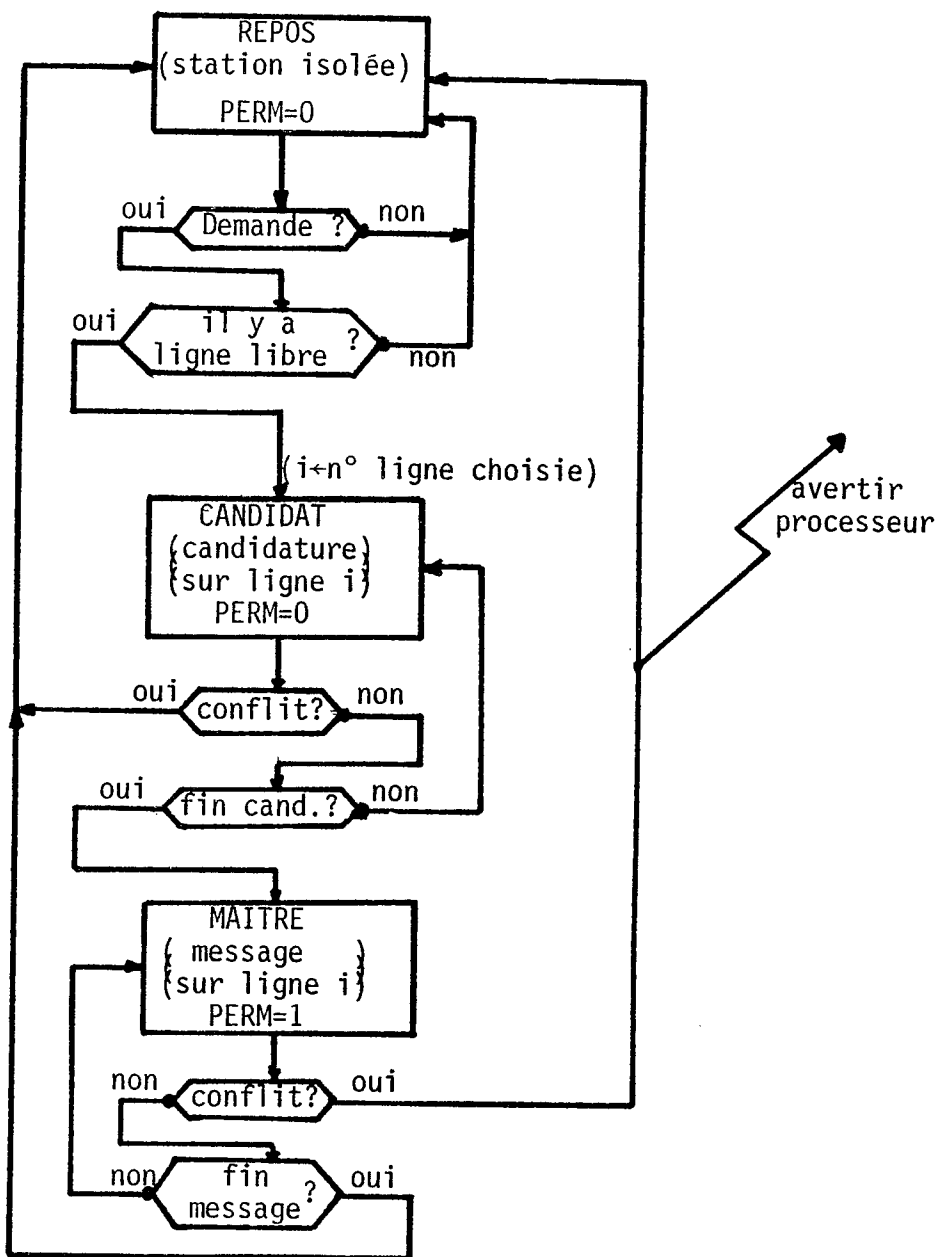 REPOS
(station isolée)
PERM=0
oui
Demande ?
non
oui
il y a
ligne libre ?
non
(i←n° ligne choisie)
avertir
processeur
CANDIDAT
(candidature)
(sur ligne i)
PERM=0
oui
conflit?
non
oui
fin cand.?
non
MAITRE
( message )
(sur ligne i)
PERM=1
non
conflit?
oui
non
fin
message ?
oui